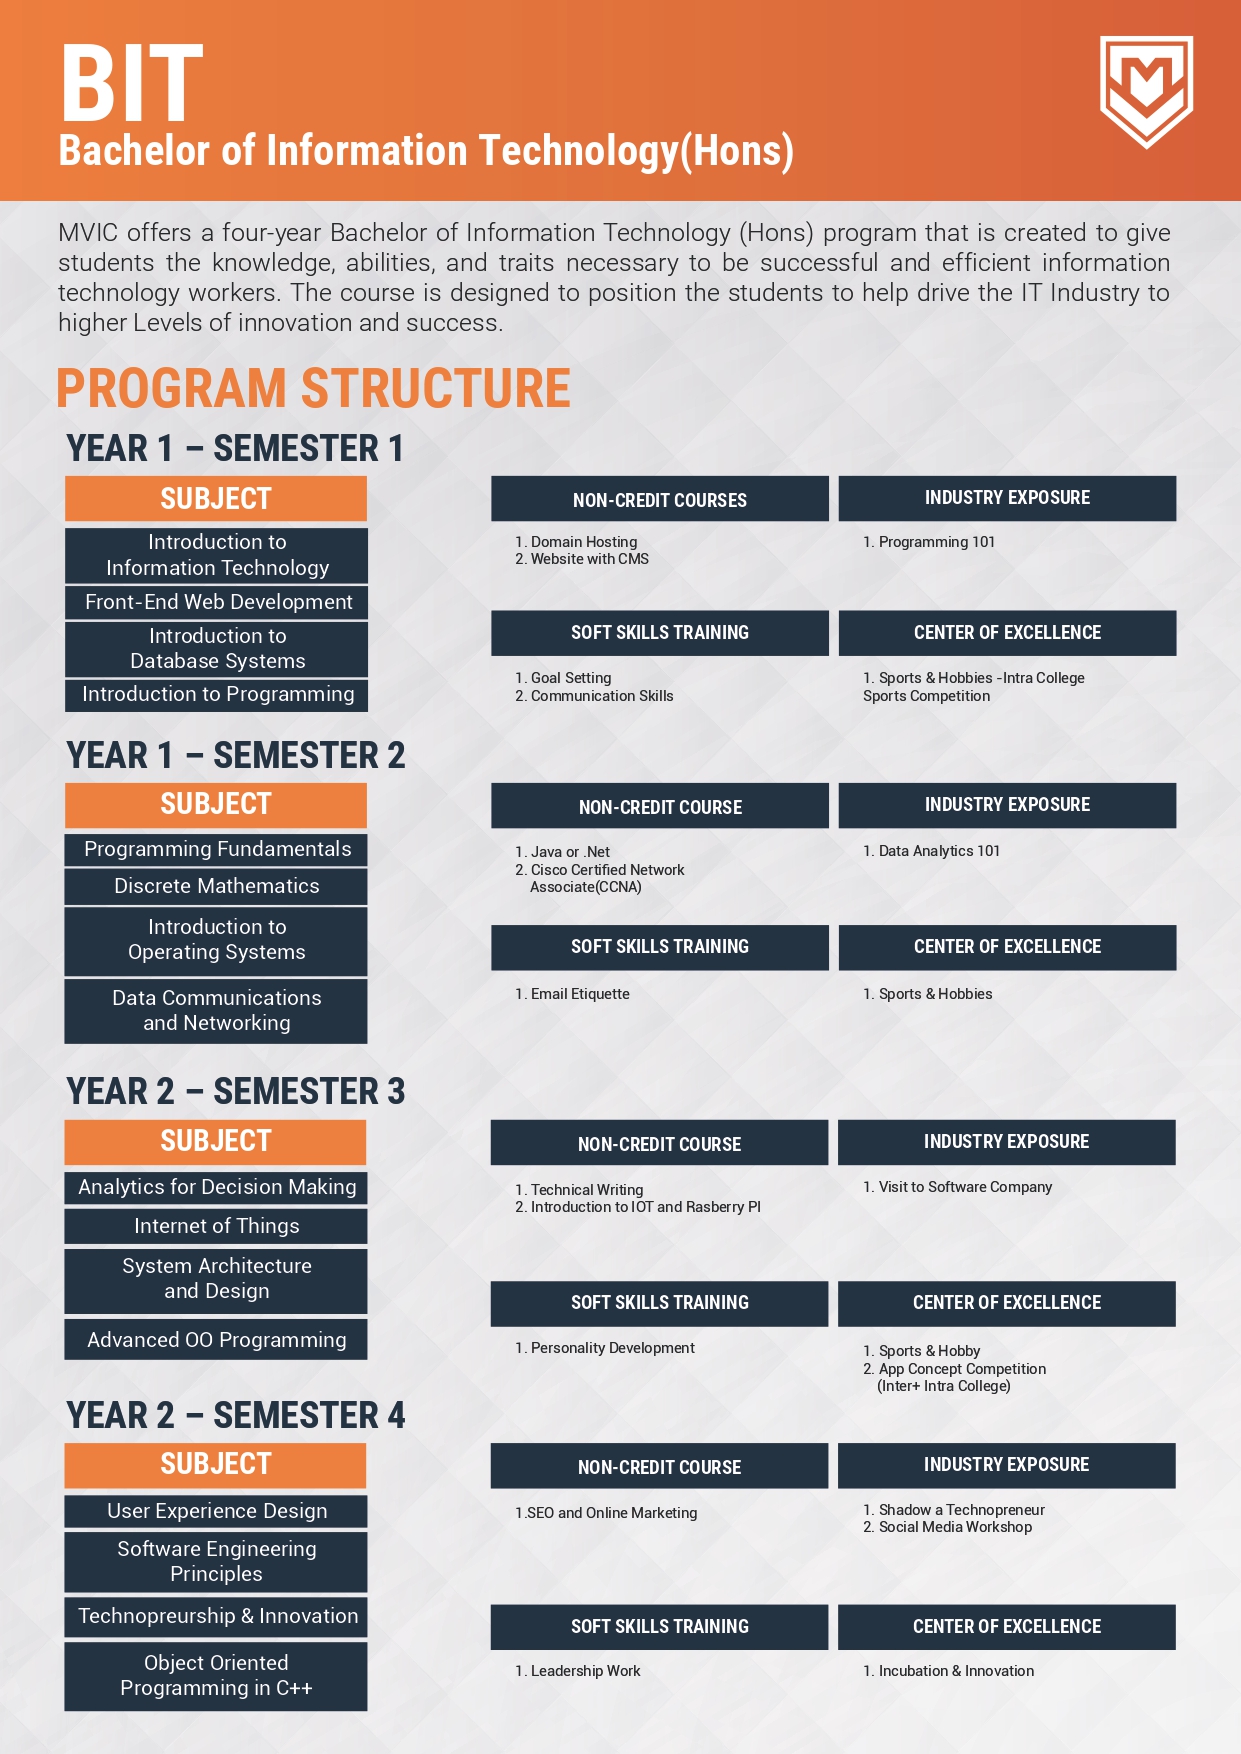 BIT
Bachelor of Information Technology(Hons)
MVIC offers a four-year Bachelor of Information Technology (Hons) program that is created to give
students the knowledge, abilities, and traits necessary to be successful and efficient information
technology workers. The course is designed to position the students to help drive the IT Industry to
higher Levels of innovation and success.
PROGRAM STRUCTURE
YEAR 1 – SEMESTER 1
SUBJECT
Introduction to
Information Technology
Front-End Web Development
Introduction to
Database Systems
Introduction to Programming
NON-CREDIT COURSES
1. Domain Hosting
2. Website with CMS
INDUSTRY EXPOSURE
1. Programming 101
SOFT SKILLS TRAINING
1. Goal Setting
2. Communication Skills
CENTER OF EXCELLENCE
1. Sports & Hobbies -Intra College
Sports Competition
YEAR 1 – SEMESTER 2
SUBJECT
Programming Fundamentals
Discrete Mathematics
Introduction to
Operating Systems
Data Communications
and Networking
NON-CREDIT COURSE
1. Java or .Net
2. Cisco Certified Network
Associate(CCNA)
INDUSTRY EXPOSURE
1. Data Analytics 101
SOFT SKILLS TRAINING
1. Email Etiquette
CENTER OF EXCELLENCE
1. Sports & Hobbies
YEAR 2 – SEMESTER 3
SUBJECT
Analytics for Decision Making
Internet of Things
System Architecture
and Design
Advanced OO Programming
NON-CREDIT COURSE
1. Technical Writing
2. Introduction to IOT and Rasberry PI
INDUSTRY EXPOSURE
1. Visit to Software Company
SOFT SKILLS TRAINING
1. Personality Development
CENTER OF EXCELLENCE
1. Sports & Hobby
2. App Concept Competition
(Inter+ Intra College)
YEAR 2 – SEMESTER 4
SUBJECT
User Experience Design
Software Engineering
Principles
Technopreurship & Innovation
Object Oriented
Programming in C++
NON-CREDIT COURSE
1.SEO and Online Marketing
INDUSTRY EXPOSURE
1. Shadow a Technopreneur
2. Social Media Workshop
SOFT SKILLS TRAINING
1. Leadership Work
CENTER OF EXCELLENCE
1. Incubation & Innovation